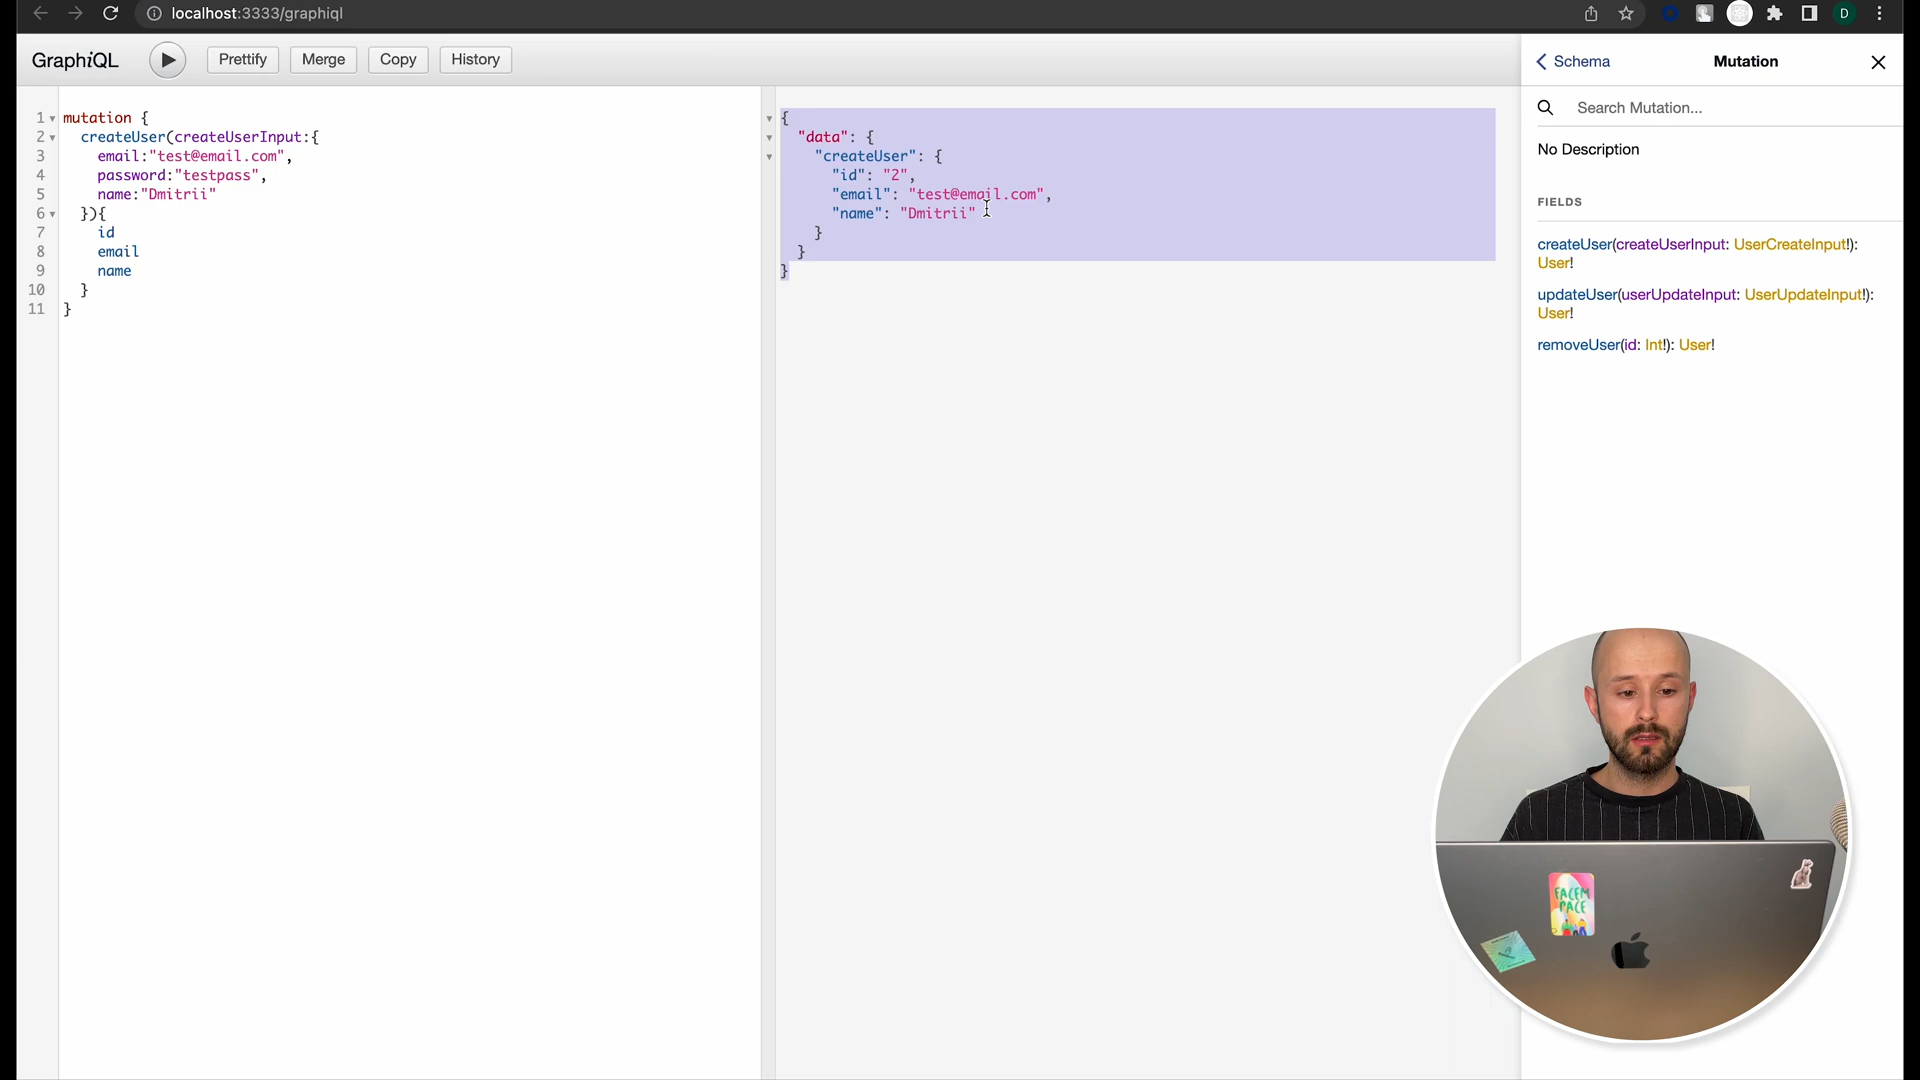 localhost:3333/graphiql
D
GraphiQL
Prettify
Merge
Copy
History
1 mutation {
2 createUser(createUserInput:{
3 email:"test@email.com",
4 password:"testpass",
5 name:"Dmitrii"
6 }){
7 id
8 email
9 name
10 }
11 }
{
"data": {
"createUser": {
"id": "2",
"email": "test@email.com",
"name": "Dmitrii"
}
}
}
Schema
Mutation
Search Mutation...
No Description
FIELDS
createUser(createUserInput: UserCreateInput!):
User!
updateUser(userUpdateInput: UserUpdateInput!):
User!
removeUser(id: Int!): User!
FACEM
PACE